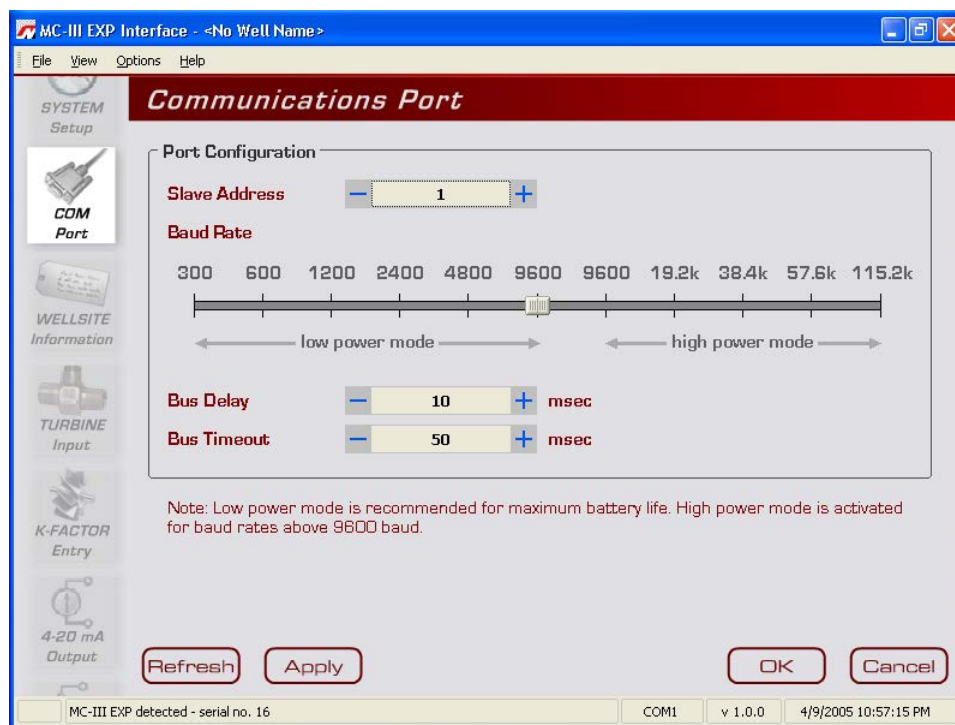 MC-III EXP Interface - <No Well Name>
File View Options Help
SYSTEM
Setup
COM
Port
WELLSITE
Information
TURBINE
Input
K-FACTOR
Entry
4-20 mA
Output
Communications Port
Port Configuration
Slave Address 1
Baud Rate
300 600 1200 2400 4800 9600 9600 19.2k 38.4k 57.6k 115.2k
low power mode high power mode
Bus Delay 10 msec
Bus Timeout 50 msec
Note: Low power mode is recommended for maximum battery life. High power mode is activated
for baud rates above 9600 baud.
Refresh Apply OK Cancel
MC-III EXP detected - serial no. 16 COM1 v 1.0.0 4/9/2005 10:57:15 PM